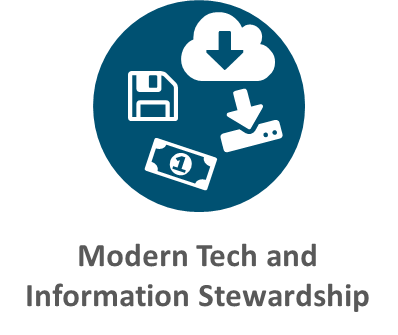 1
Modern Tech and
Information Stewardship